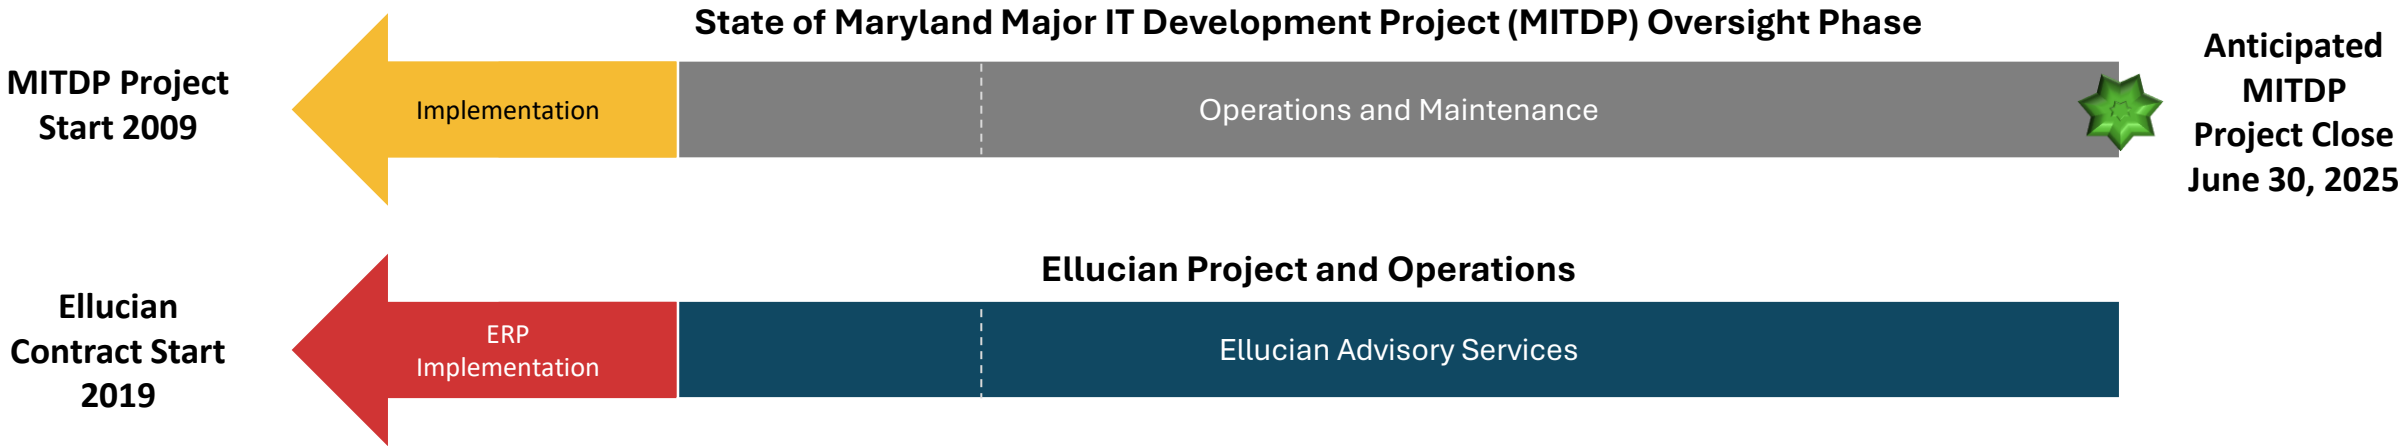 State of Maryland Major IT Development Project (MITDP) Oversight Phase
MITDP Project
Start 2009
Implementation
Operations and Maintenance
Anticipated
MITDP
Project Close
June 30, 2025
Ellucian Project and Operations
Ellucian
Contract Start
2019
ERP
Implementation
Ellucian Advisory Services